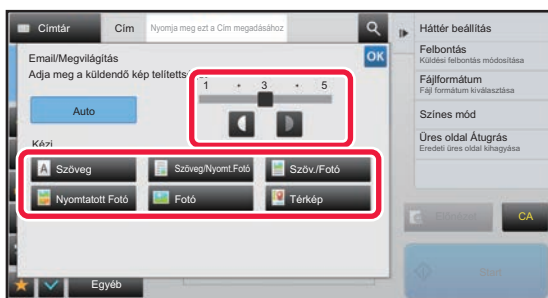 Címtár
Cím
Nyomja meg ezt a Cím megadásához
Email/Megvilágítás
OK
Adja meg a küldendő kép telítettségét
1
3
5
Auto
Kézi
Szöveg
Szöveg/Nyomt.Fotó
Szöv./Fotó
Nyomtatott Fotó
Fotó
Térkép
Egyéb
Háttér beállítás
Felbontás
Küldési felbontás módosítása
Fájlformátum
Fájl formátum kiválasztása
Színes mód
Üres oldal Átugrás
Eredeti üres oldal kihagyása
CA
Start